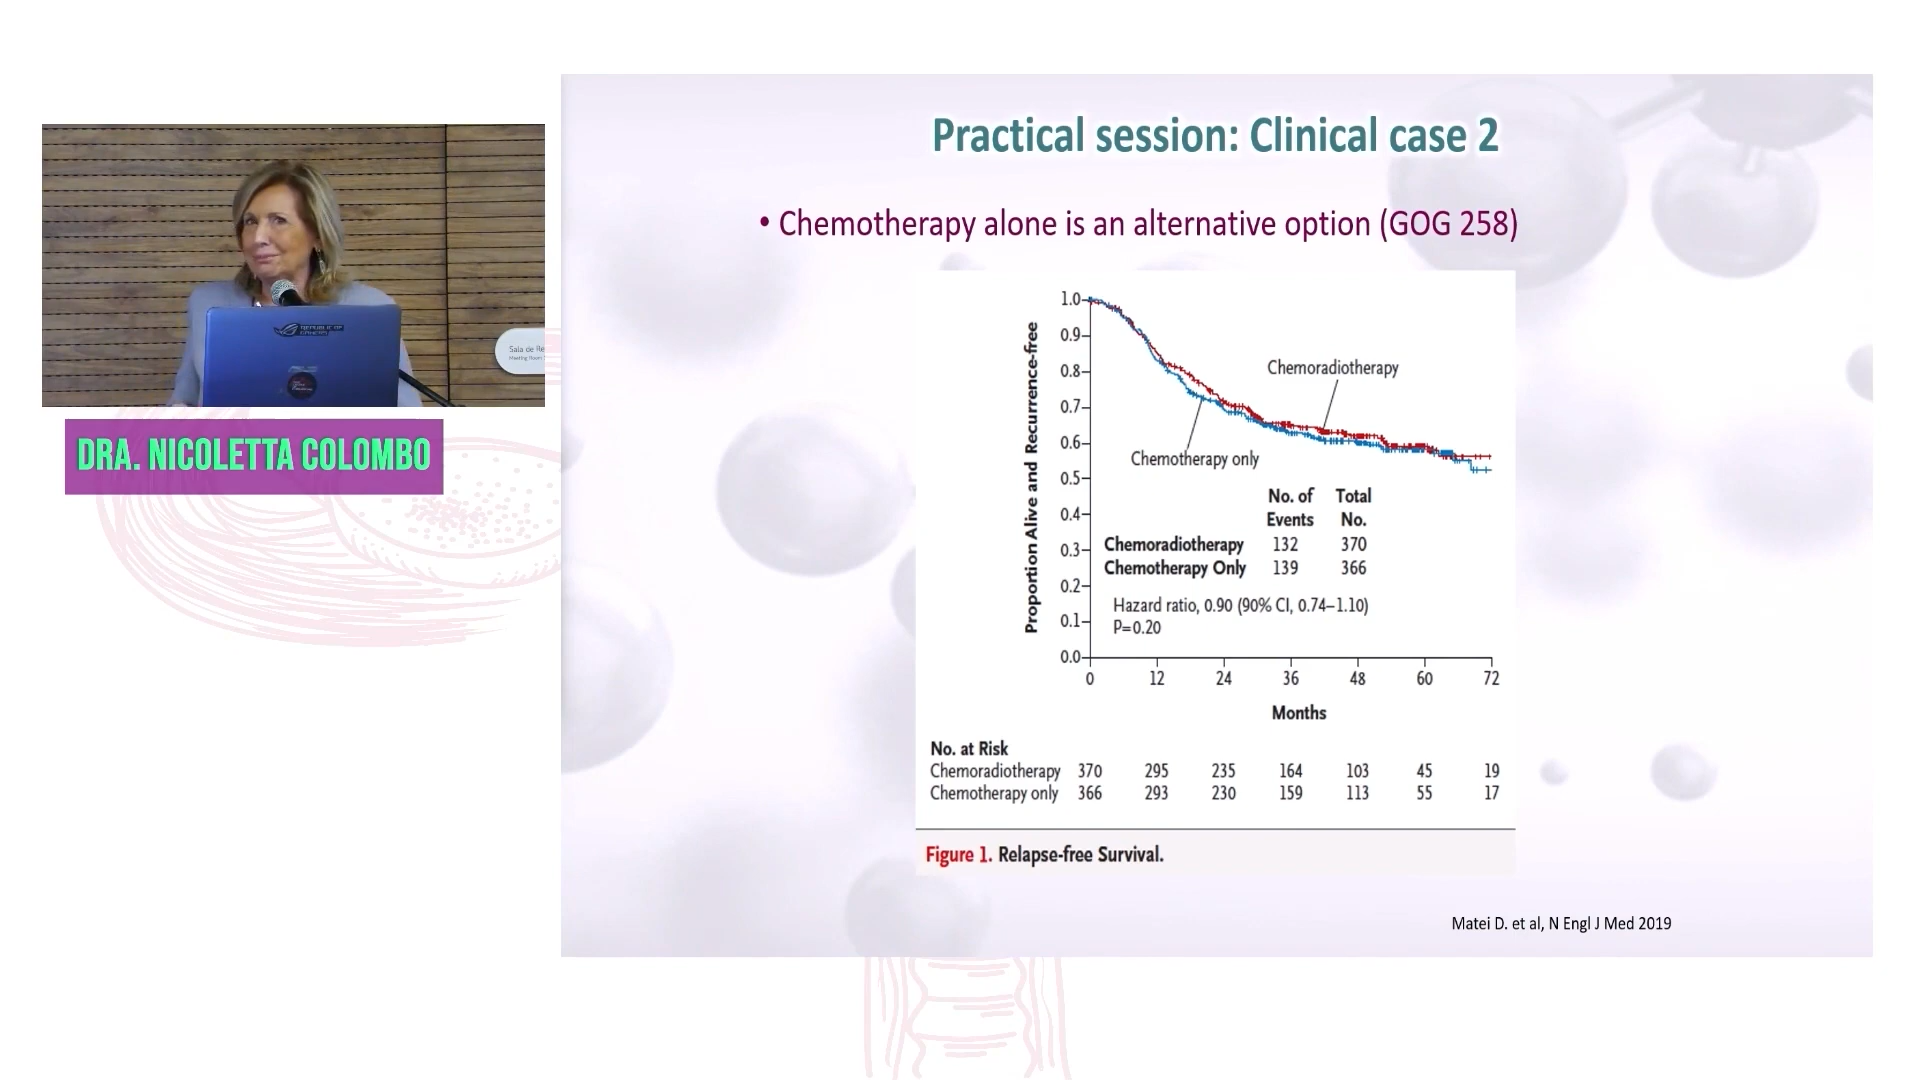 Practical session: Clinical case 2
• Chemotherapy alone is an alternative option (GOG 258)
Sala de Re
DRA. NICOLETTA COLOMBO
Proportion Alive and Recurrence-free
1.0
0.9
0.8
0.7
0.6
0.5
0.4
0.3
0.2
0.1
0.0
Chemoradiotherapy
Chemotherapy only
No. of Events Total No.
Chemoradiotherapy 132 370
Chemotherapy Only 139 366
Hazard ratio, 0.90 (90% CI, 0.74–1.10)
P=0.20
0 12 24 36 48 60 72
Months
No. at Risk
Chemoradiotherapy 370 295 235 164 103 45 19
Chemotherapy only 366 293 230 159 113 55 17
Figure 1. Relapse-free Survival.
Matei D. et al, N Engl J Med 2019